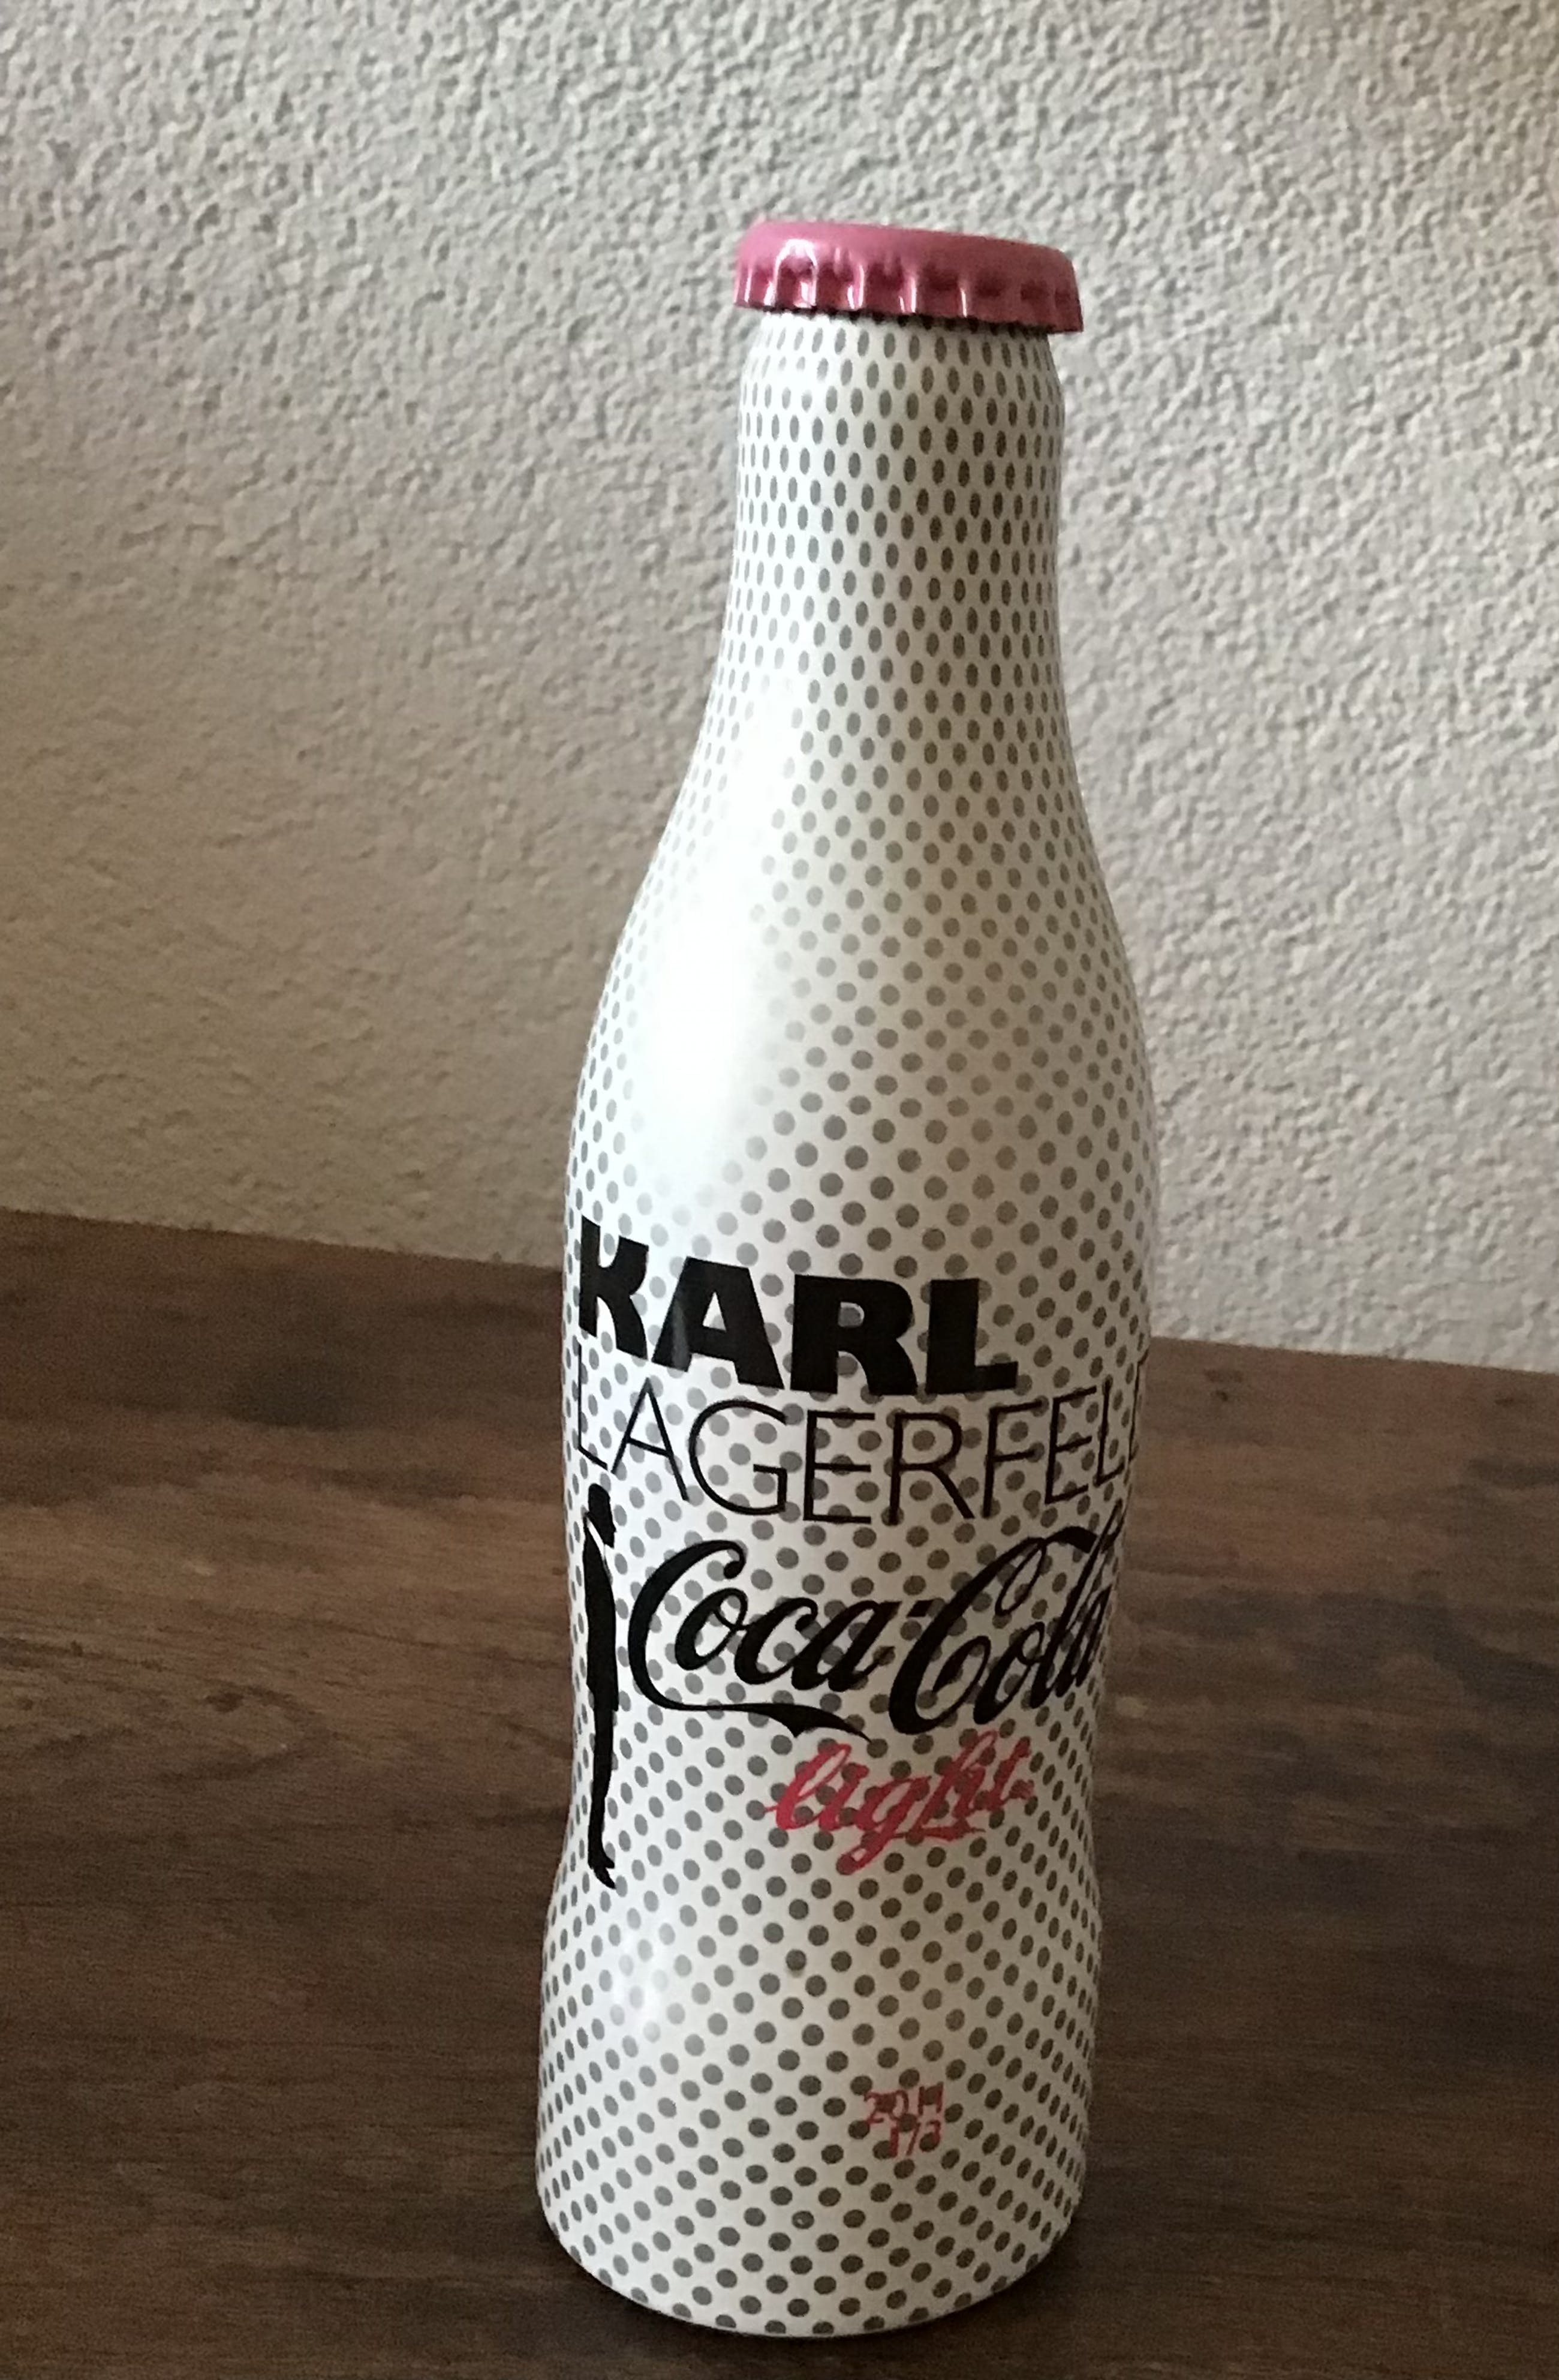 KARL
LAGERFELD
Coca-Cola
light
2011
1/3